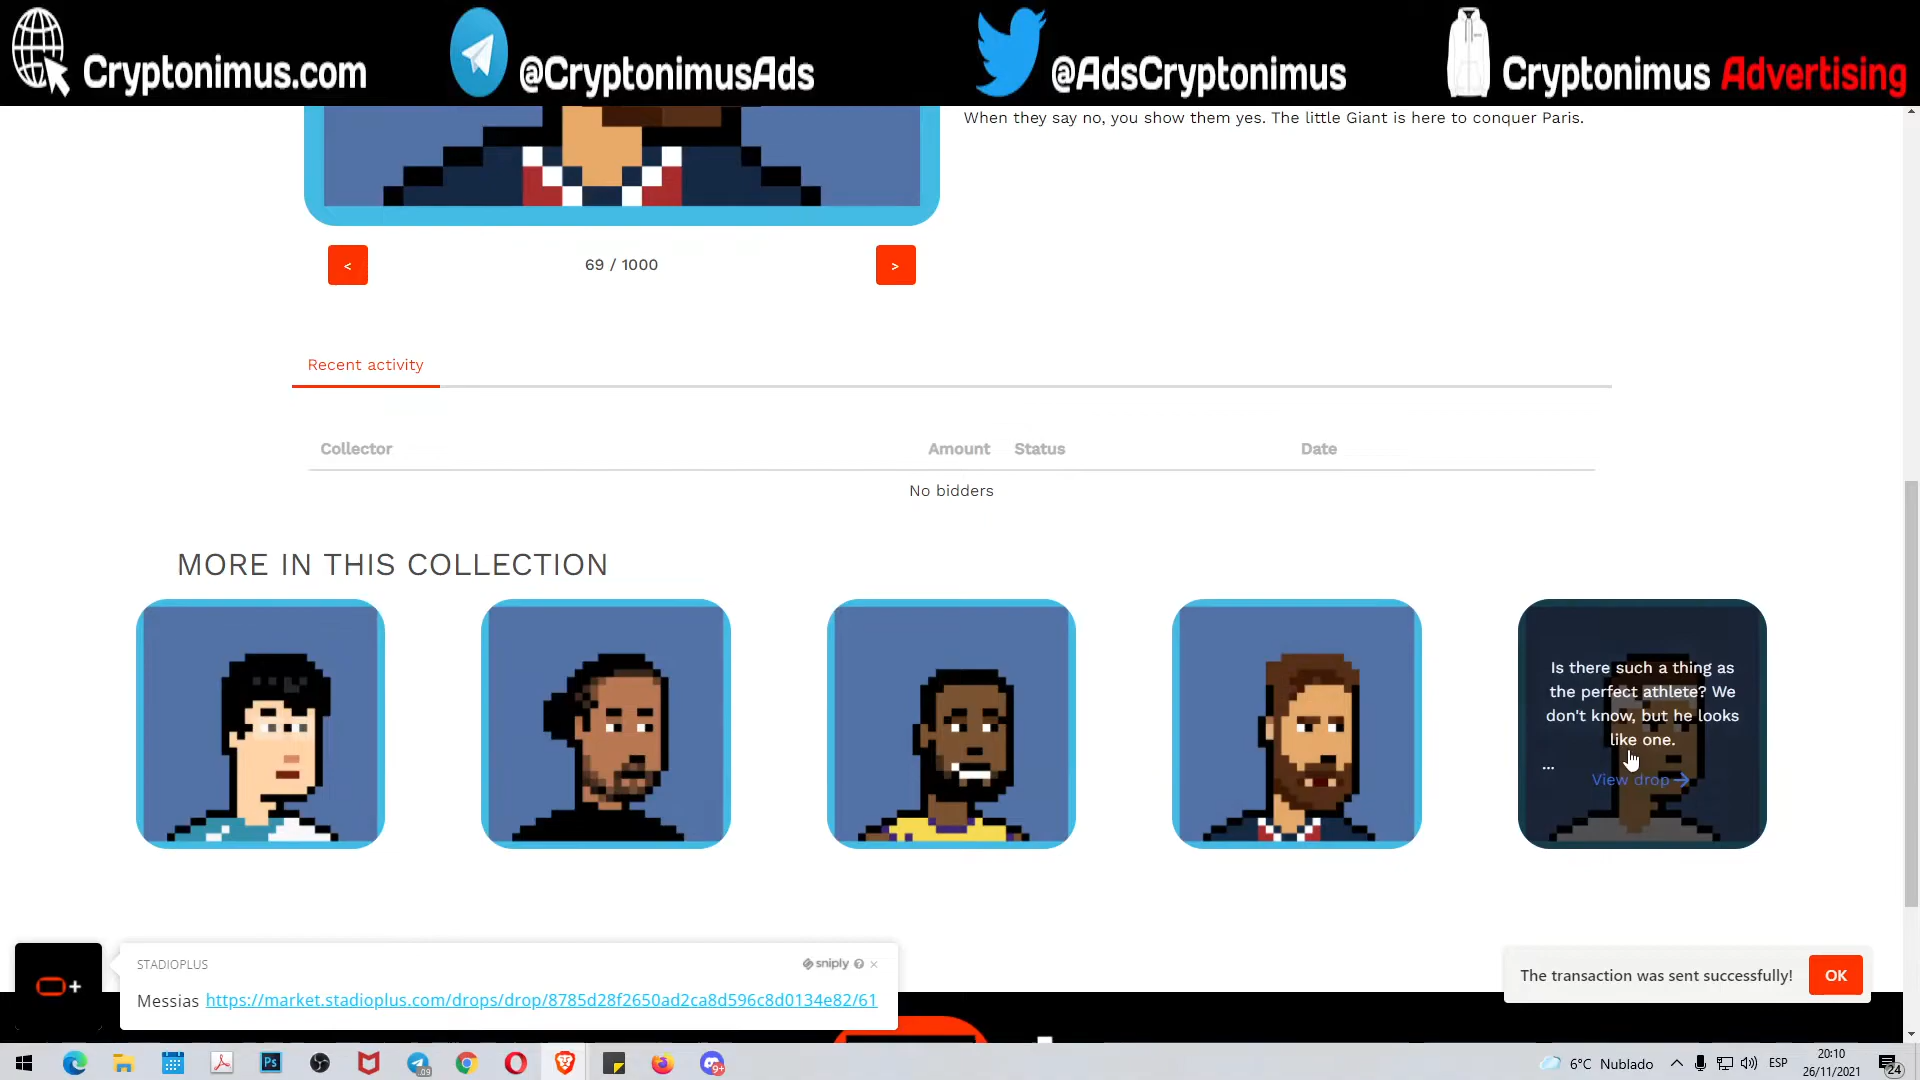 Cryptonimus.com
@CryptonimusAds
@AdsCryptonimus
Cryptonimus Advertising
When they say no, you show them yes. The little Giant is here to conquer Paris.
<
69 / 1000
>
Recent activity
Collector Amount Status Date
No bidders
MORE IN THIS COLLECTION
Is there such a thing as
the perfect athlete? We
don't know, but he looks
like one.
...
View drop →
STADIOPLUS
sniply ? ×
Messias https://market.stadioplus.com/drops/drop/8785d28f2650ad2ca8d596c8d0134e82/61
The transaction was sent successfully!
OK
Ps
.09
9+
6°C Nublado
ESP
20:10
26/11/2021
24